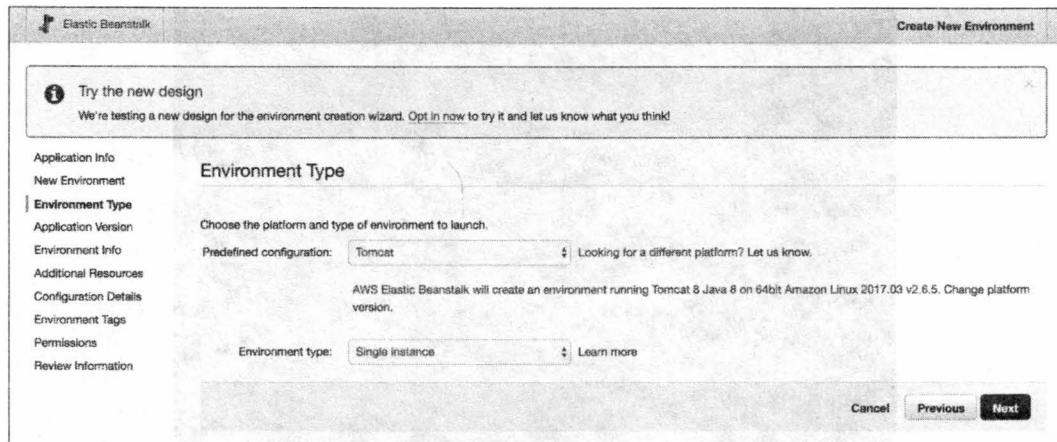 Elastic Beanstalk
Create New Environment
Try the new design
We're testing a new design for the environment creation wizard. Opt in now to try it and let us know what you think!
Application Info
New Environment
Environment Type
Application Version
Environment Info
Additional Resources
Configuration Details
Environment Tags
Permissions
Review Information
Environment Type
Choose the platform and type of environment to launch.
Predefined configuration: Tomcat Looking for a different platform? Let us know.
AWS Elastic Beanstalk will create an environment running Tomcat 8 Java 8 on 64bit Amazon Linux 2017.03 v2.6.5. Change platform
version.
Environment type: Single instance Learn more
Cancel Previous Next